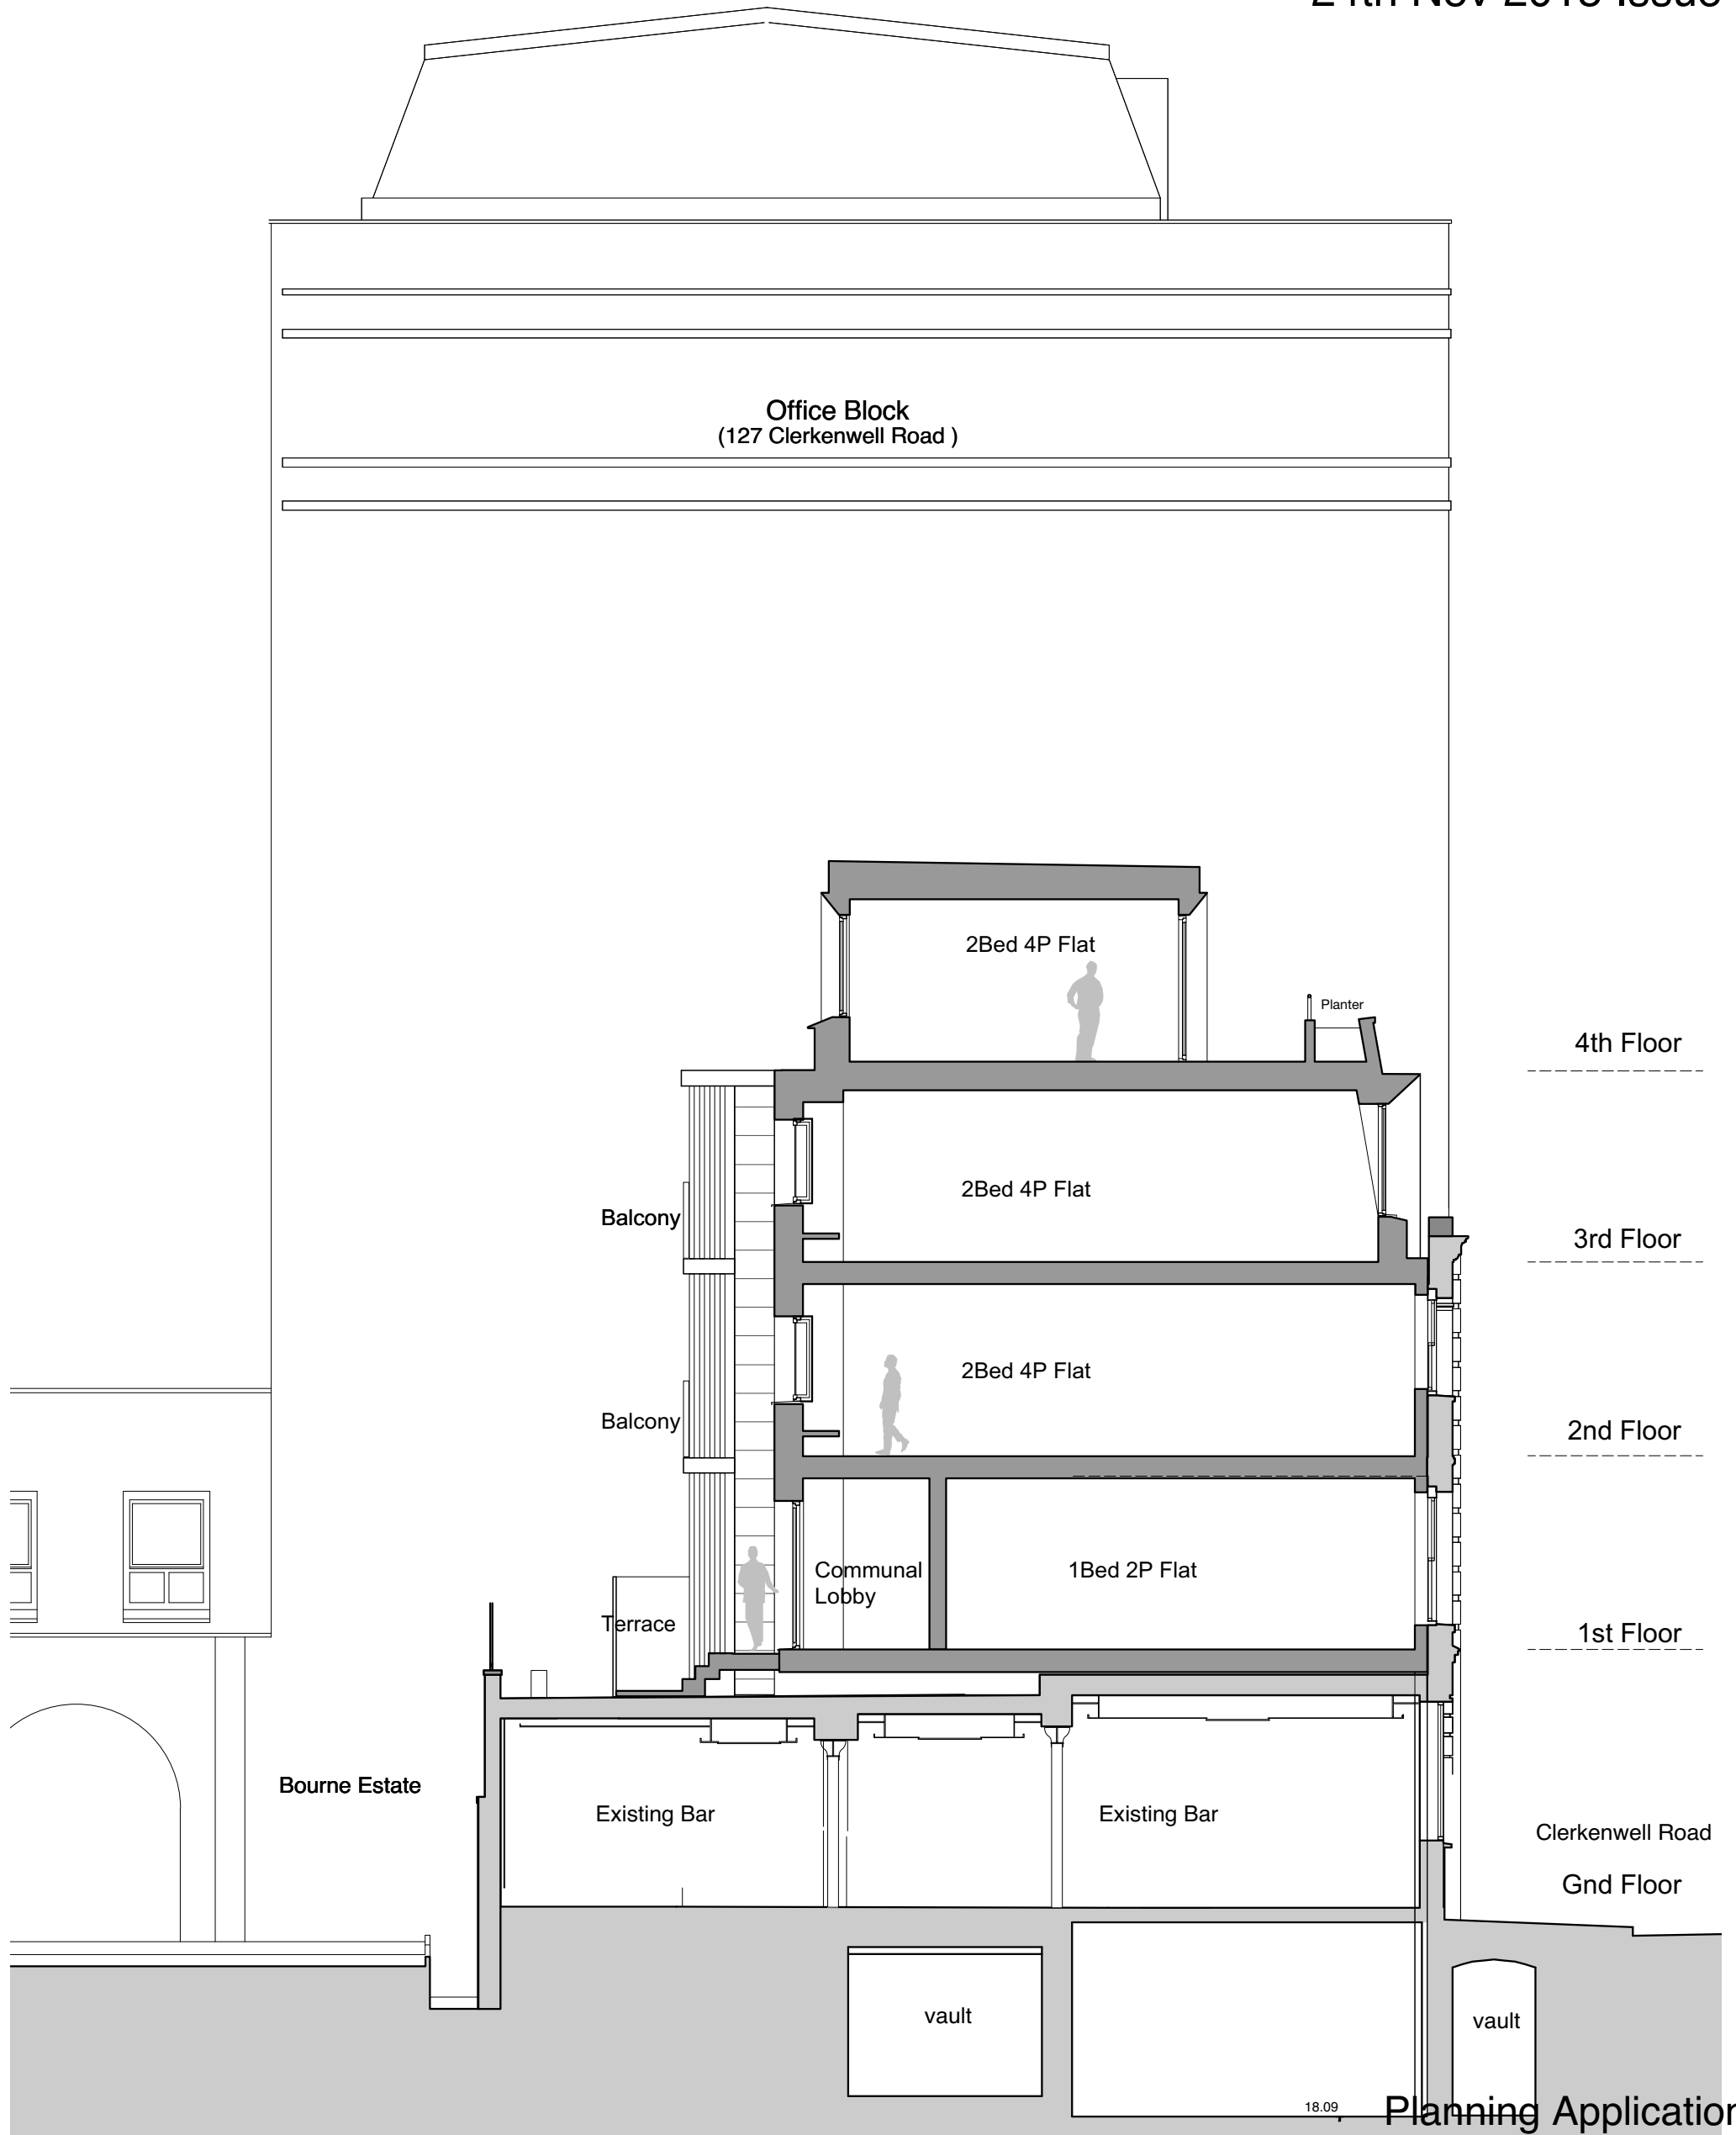 Office Block
(127 Clerkenwell Road )
2Bed 4P Flat
Planter
4th Floor
2Bed 4P Flat
Balcony
3rd Floor
2Bed 4P Flat
Balcony
2nd Floor
Communal
Lobby
1Bed 2P Flat
Terrace
1st Floor
Bourne Estate
Existing Bar
Existing Bar
Clerkenwell Road
Gnd Floor
vault
vault
18.09
Planning Application